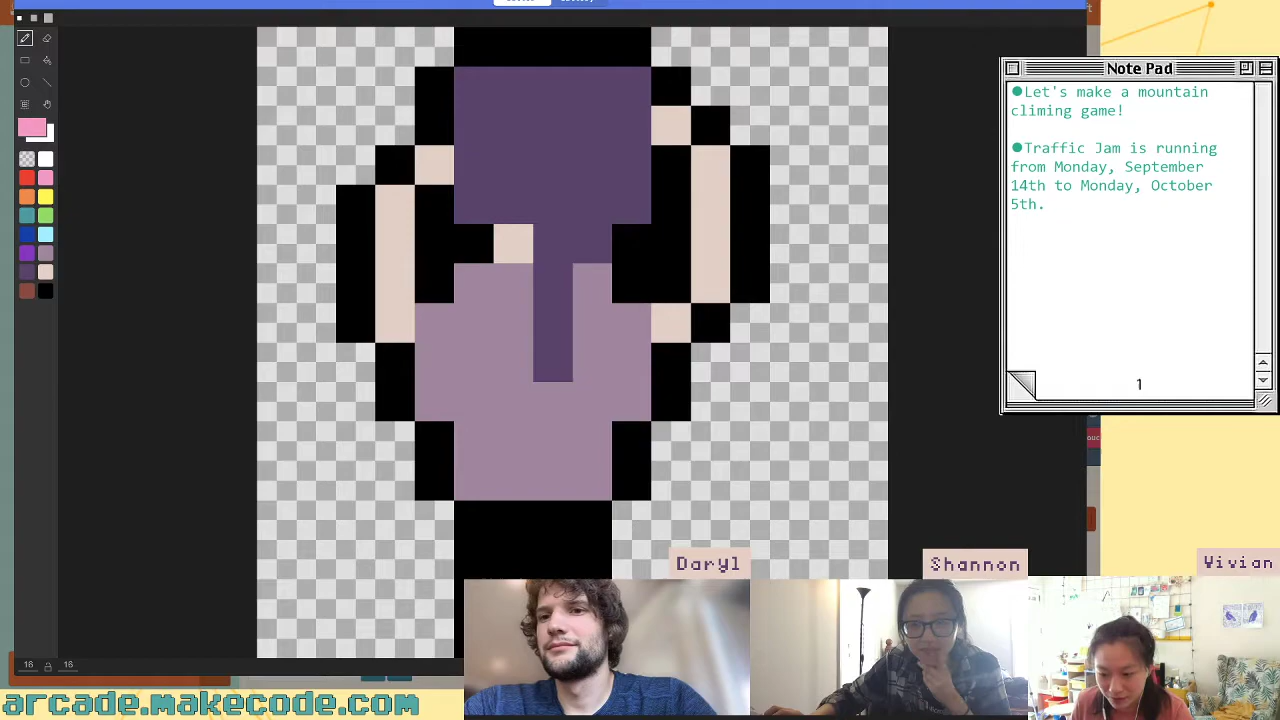 Note Pad
●Let's make a mountain
climing game!
●Traffic Jam is running
from Monday, September
14th to Monday, October
5th.
1
Daryl
Shannon
Vivian
16 16
arcade.makecode.com